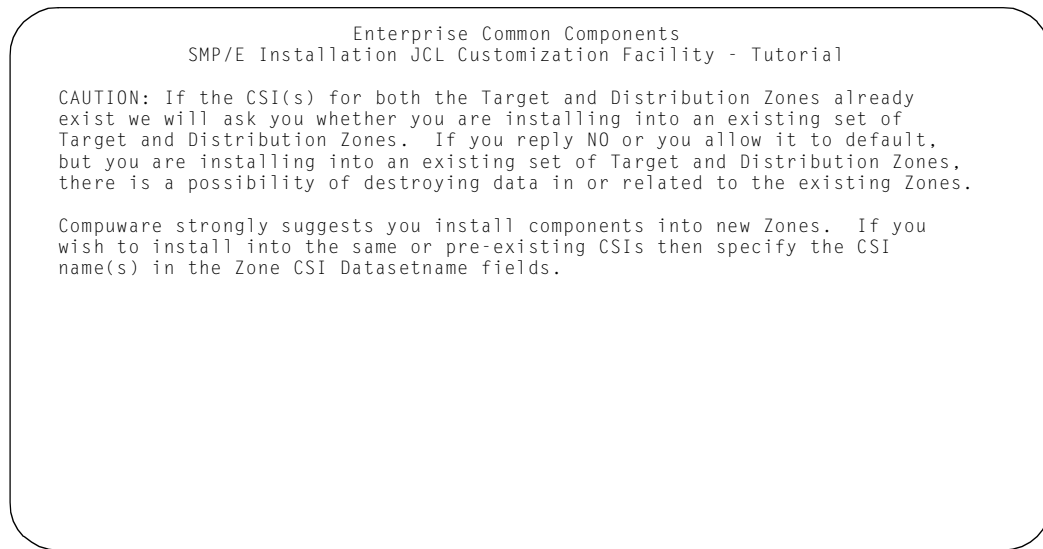 Enterprise Common Components
SMP/E Installation JCL Customization Facility - Tutorial
CAUTION: If the CSI(s) for both the Target and Distribution Zones already
exist we will ask you whether you are installing into an existing set of
Target and Distribution Zones. If you reply NO or you allow it to default,
but you are installing into an existing set of Target and Distribution Zones,
there is a possibility of destroying data in or related to the existing Zones.
Compuware strongly suggests you install components into new Zones. If you
wish to install into the same or pre-existing CSIs then specify the CSI
name(s) in the Zone CSI Datasetname fields.